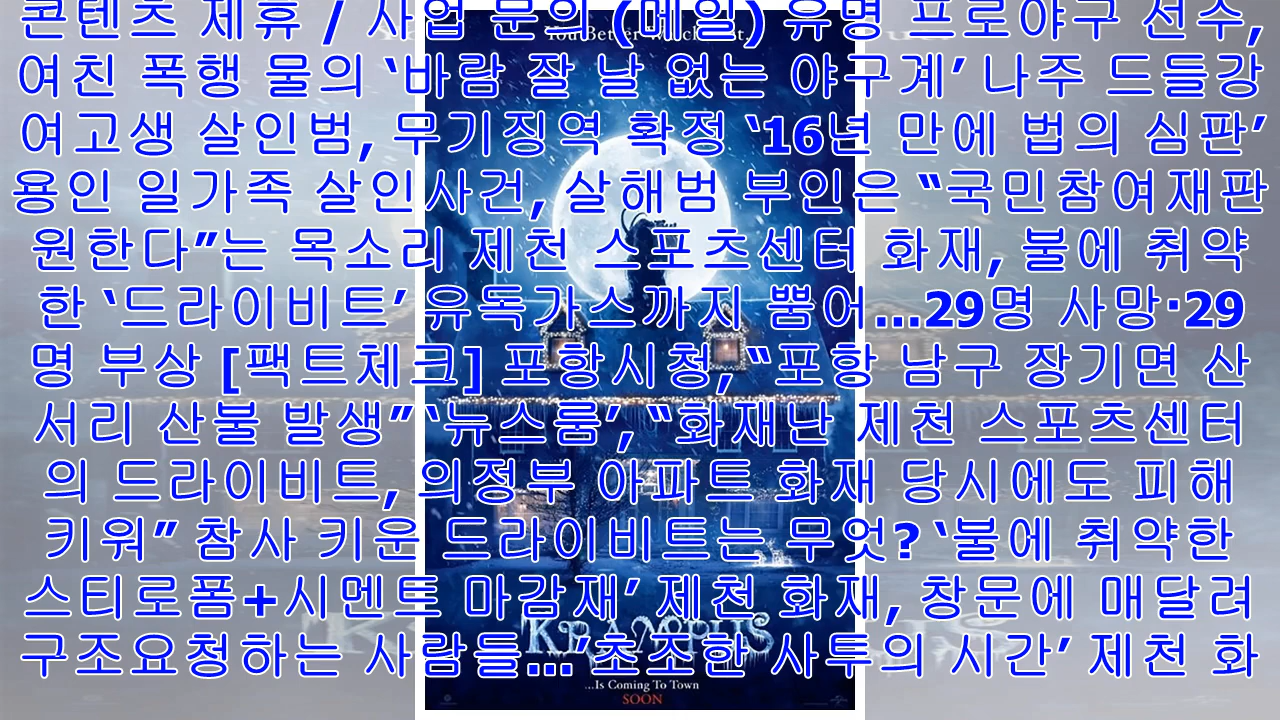 콘텐츠 제휴 / 사업 문의 (메일) 유명 프로야구 선수,
여친 폭행 물의 ‘바람 잘 날 없는 야구계’ 나주 드들강
여고생 살인범, 무기징역 확정 ‘16년 만에 법의 심판’
용인 일가족 살인사건, 살해범 부인은 “국민참여재판
원한다”는 목소리 제천 스포츠센터 화재, 불에 취약
한 ‘드라이비트’ 유독가스까지 뿜어...29명 사망·29
명 부상 [팩트체크] 포항시청, “포항 남구 장기면 산
서리 산불 발생” ‘뉴스룸’, “화재난 제천 스포츠센터
의 드라이비트, 의정부 아파트 화재 당시에도 피해
키워” 참사 키운 드라이비트는 무엇? ‘불에 취약한
스티로폼+시멘트 마감재’ 제천 화재, 창문에 매달려
구조요청하는 사람들...’초조한 사투의 시간’ 제천 화
You Better Watch Out,
KRAMPUS
...Is Coming To Town
SOON